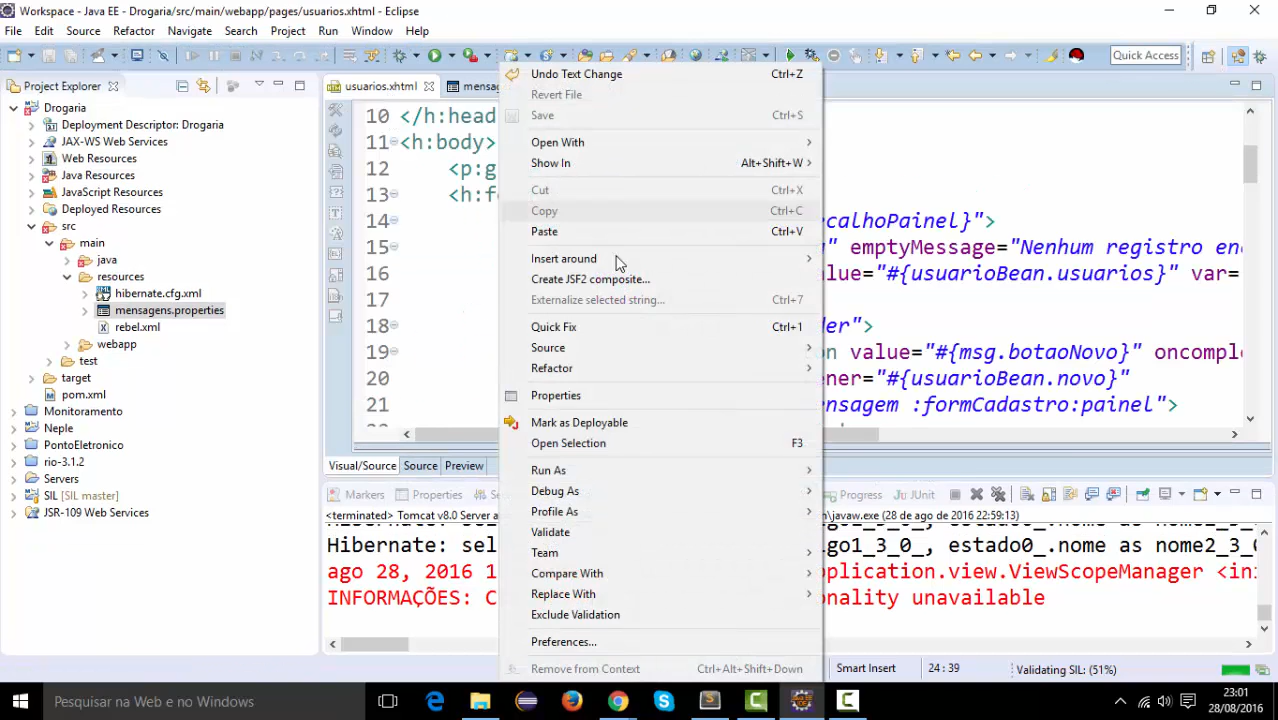 Workspace - Java EE - Drogaria/src/main/webapp/pages/usuarios.xhtml - Eclipse
File Edit Source Refactor Navigate Search Project Run Window Help
Quick Access
Project Explorer
Drogaria
Deployment Descriptor: Drogaria
JAX-WS Web Services
Web Resources
Java Resources
JavaScript Resources
Deployed Resources
src
main
java
resources
hibernate.cfg.xml
mensagens.properties
rebel.xml
webapp
test
target
pom.xml
Monitoramento
Neple
PontoEletronico
rio-3.1.2
Servers
SIL [SIL master]
JSR-109 Web Services
usuarios.xhtml
mensag
10 </h:head
11 <h:body>
12 <p:g
13 <h:f
14 ecalhoPainel}">
15 " emptyMessage="Nenhum registro en
16 alue="#{usuarioBean.usuarios}" var=
17
18 der">
19 on value="#{msg.botaoNovo}" oncomple
20 ener="#{usuarioBean.novo}"
21 ensagem :formCadastro:painel">
Visual/Source Source Preview
Undo Text Change Ctrl+Z
Revert File
Save Ctrl+S
Open With
Show In Alt+Shift+W
Cut Ctrl+X
Copy Ctrl+C
Paste Ctrl+V
Insert around
Create JSF2 composite...
Externalize selected string... Ctrl+7
Quick Fix Ctrl+1
Source
Refactor
Properties
Mark as Deployable
Open Selection F3
Run As
Debug As
Profile As
Validate
Team
Compare With
Replace With
Exclude Validation
Preferences...
Remove from Context Ctrl+Alt+Shift+Down
Markers Properties Se Progress JUnit
<terminated> Tomcat v8.0 Server a n\javaw.exe (28 de ago de 2016 22:59:13)
Hibernate: sel igo1_3_0_, estado0_.nome as nome2_3_0
ago 28, 2016 1 pplication.view.ViewScopeManager <ini
INFORMAÇÕES: C onality unavailable
Smart Insert 24 : 39 Validating SIL: (51%)
Pesquisar na Web e no Windows
23:01
28/08/2016